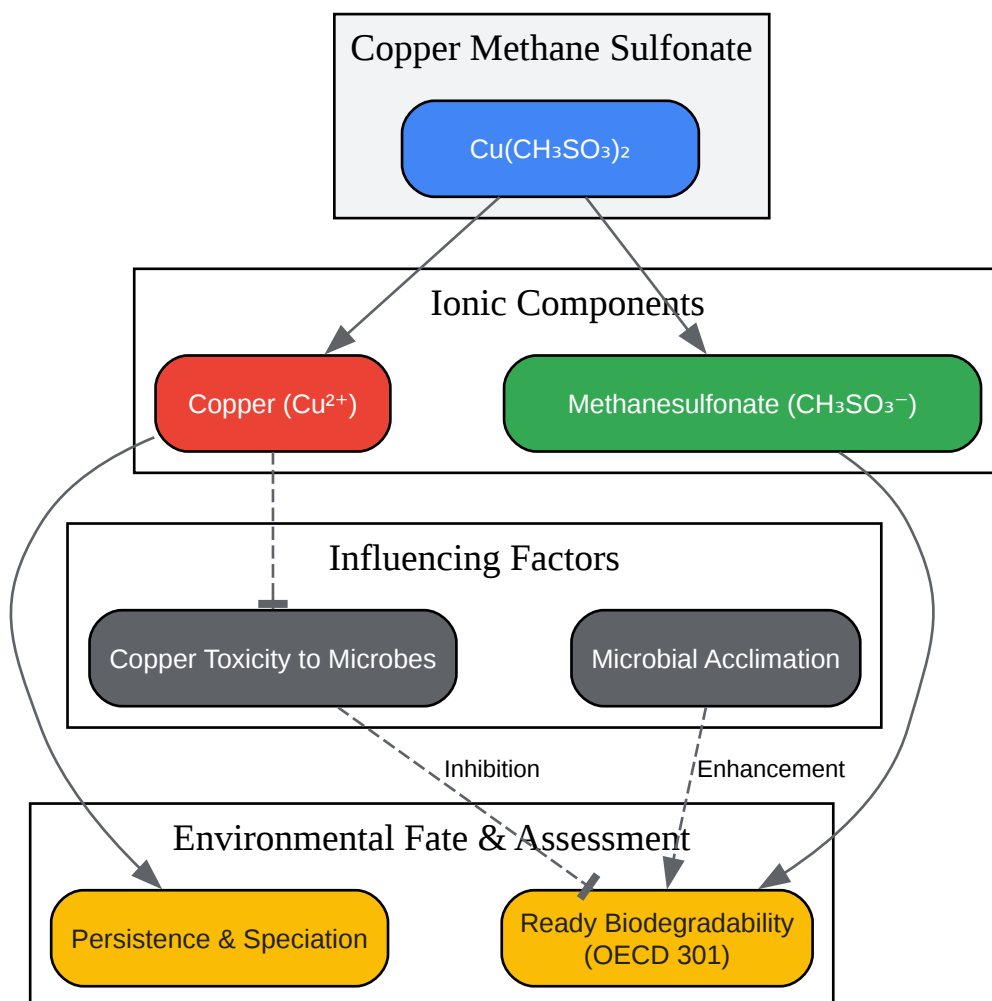 Copper Methane Sulfonate
Cu(CH₃SO₃)₂
Ionic Components
Copper (Cu²⁺)
Methanesulfonate (CH₃SO₃⁻)
Influencing Factors
Copper Toxicity to Microbes
Microbial Acclimation
Inhibition
Enhancement
Environmental Fate & Assessment
Persistence & Speciation
Ready Biodegradability
(OECD 301)